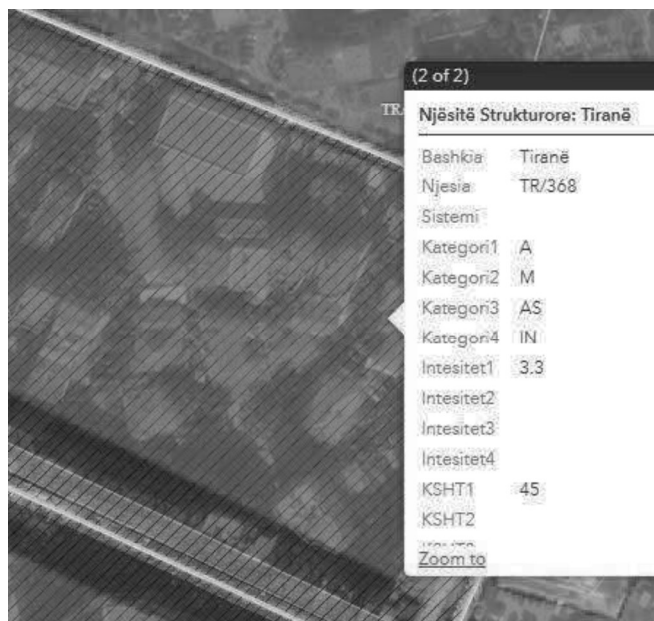 (2 of 2)
TR/
Njësitë Strukturore: Tiranë
Bashkia Tiranë
Njesia TR/368
Sistemi
Kategori1 A
Kategori2 M
Kategori3 AS
Kategori4 IN
Intesitet1 3.3
Intesitet2
Intesitet3
Intesitet4
KSHT1 45
KSHT2
Zoom to